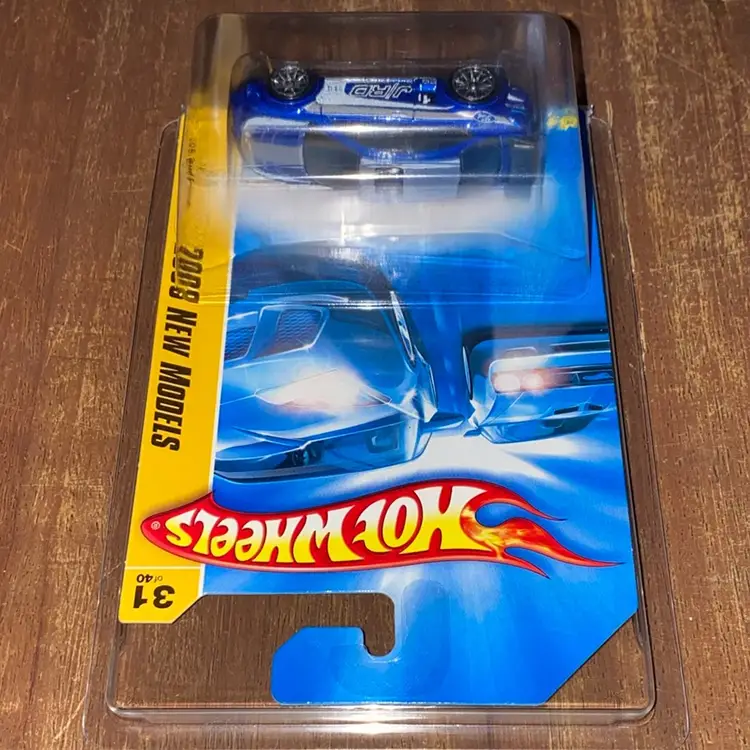 31
of 40
HOT WHEELS®
2008 NEW MODELS